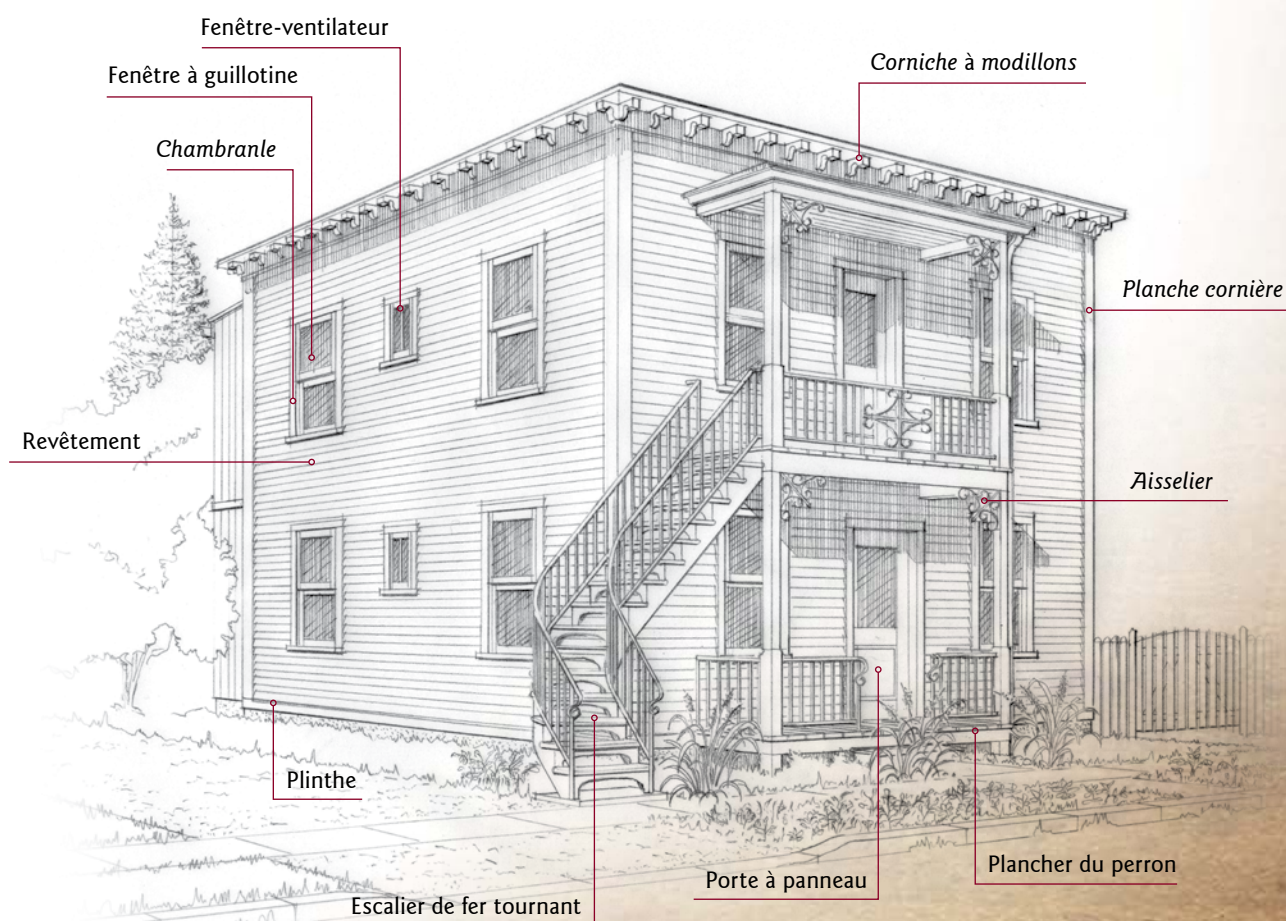 Fenêtre-ventilateur
Fenêtre à guillotine
Corniche à modillons
Chambranle
Planche cornière
Revêtement
Aisselier
Plinthe
Plancher du perron
Porte à panneau
Escalier de fer tournant